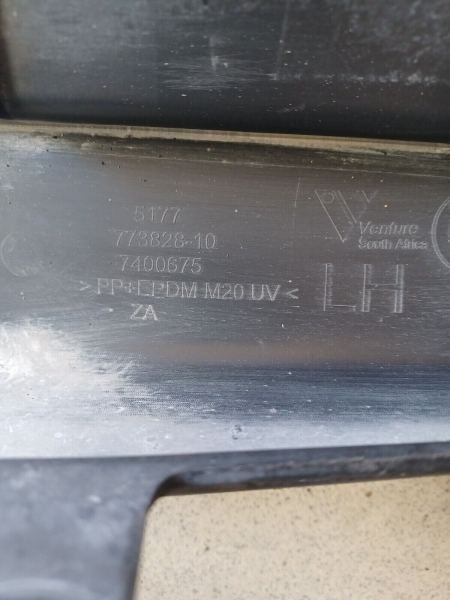 5177
773828-10
7400675
>PP+EPDM M20 UV<
ZA
Venture
South Africa
LH